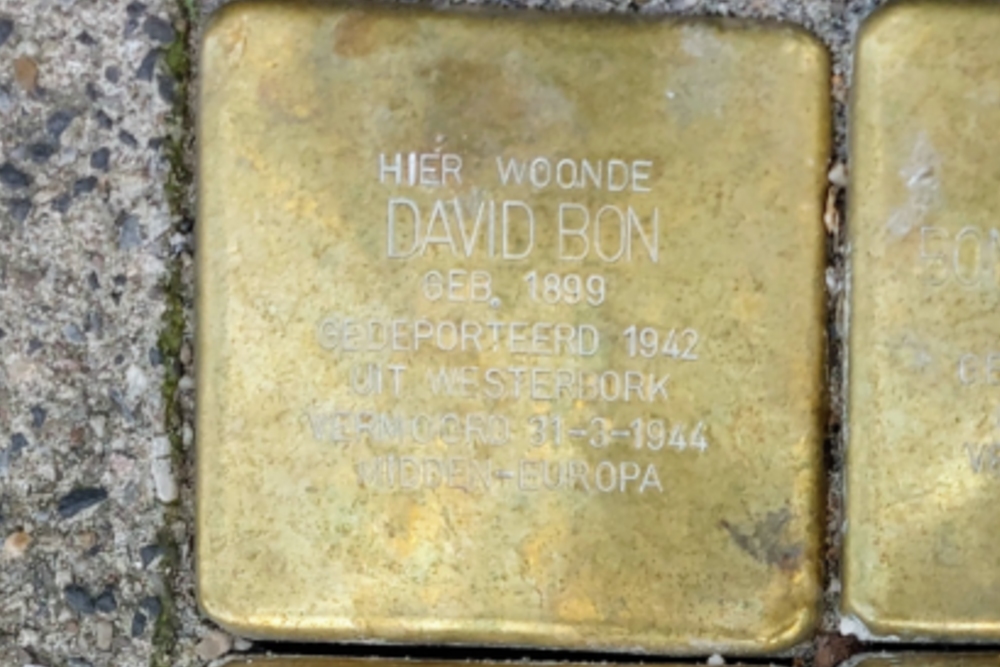 HIER WOONDE
DAVID BON
GEB. 1899
GEDEPORTEERD 1942
UIT WESTERBORK
VERMOORD 31-3-1944
MIDDEN-EUROPA